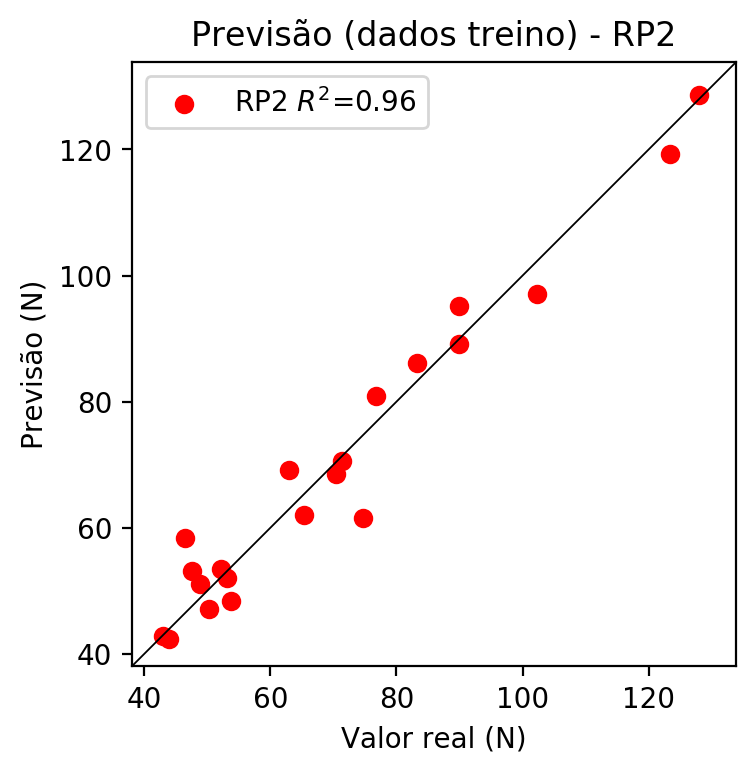 Previsão (dados treino) - RP2
RP2 R²=0.96
Previsão (N)
120
100
80
60
40
40 60 80 100 120
Valor real (N)